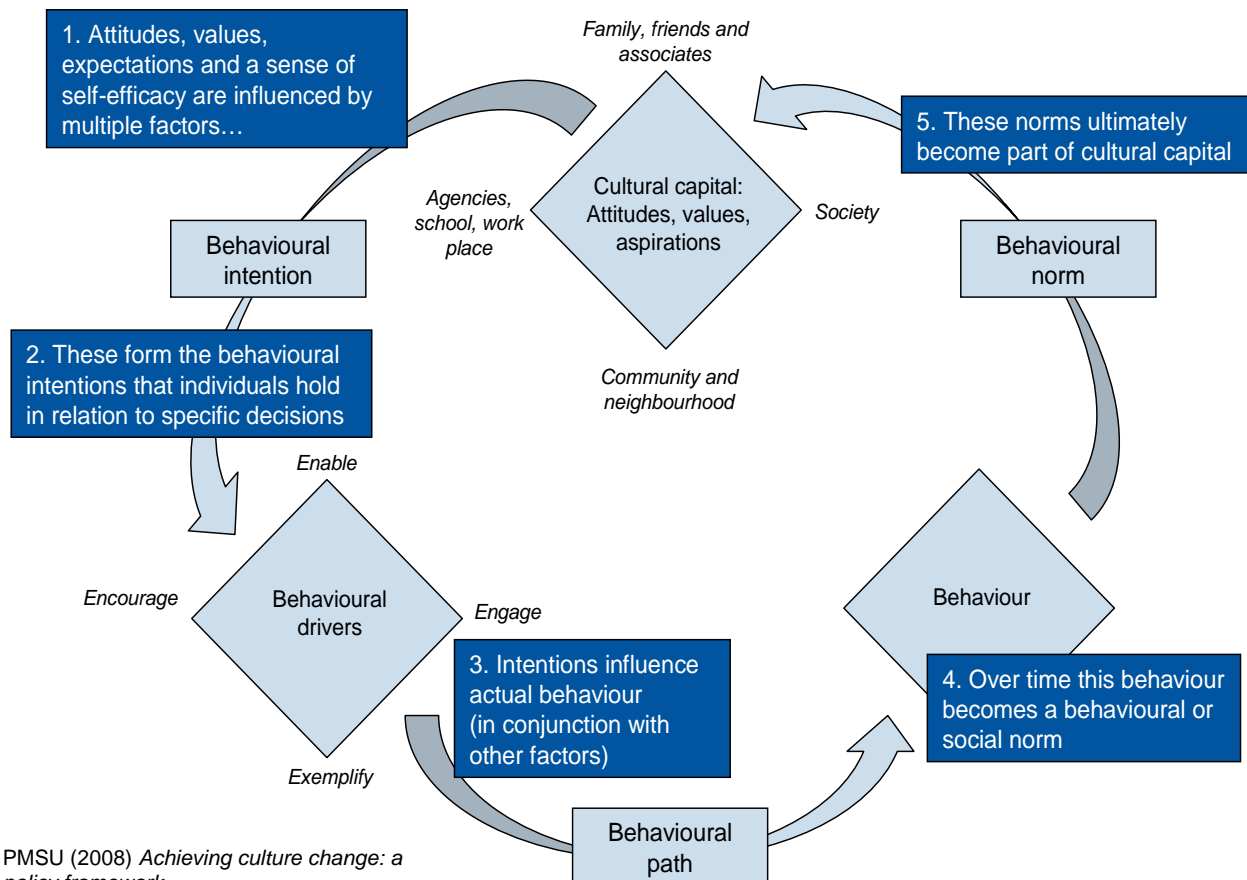 1. Attitudes, values,
expectations and a sense of
self-efficacy are influenced by
multiple factors…
Family, friends and
associates
5. These norms ultimately
become part of cultural capital
Agencies,
school, work
place
Cultural capital:
Attitudes, values,
aspirations
Society
Behavioural
intention
Behavioural
norm
2. These form the behavioural
intentions that individuals hold
in relation to specific decisions
Community and
neighbourhood
Enable
Encourage
Behavioural
drivers
Engage
Behaviour
3. Intentions influence
actual behaviour
(in conjunction with
other factors)
4. Over time this behaviour
becomes a behavioural or
social norm
Exemplify
Behavioural
path
PMSU (2008) Achieving culture change: a
policy framework